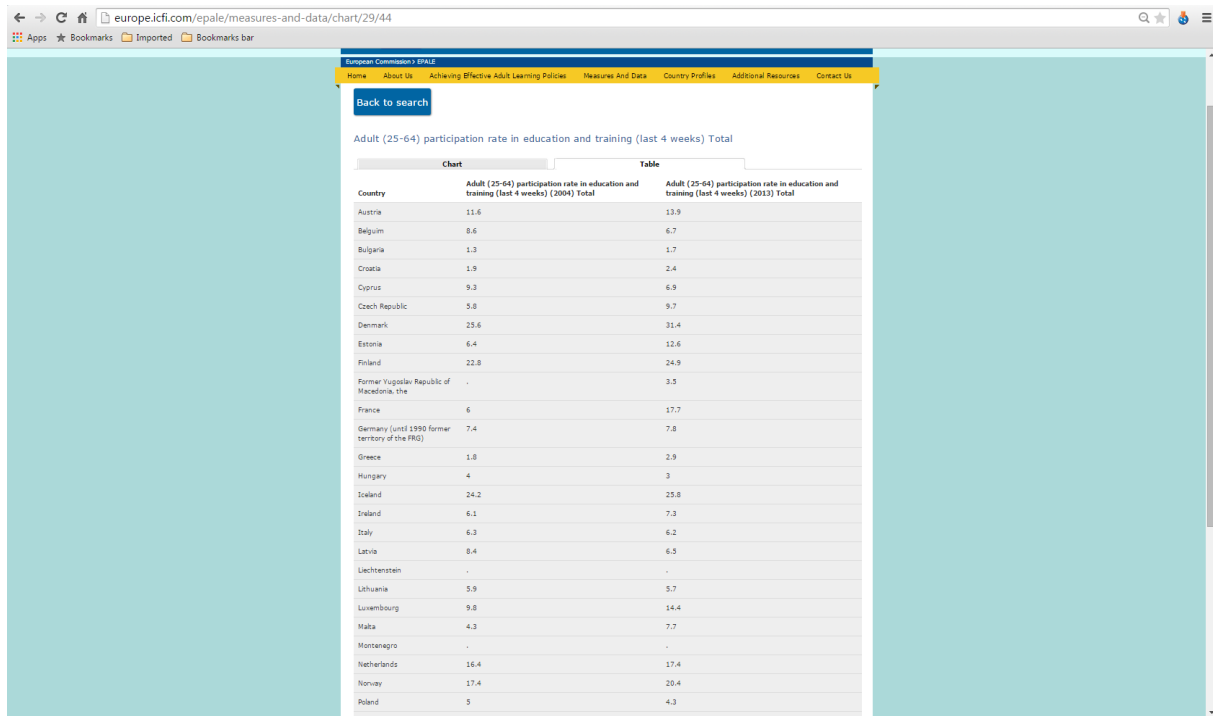 europe.icfi.com/epale/measures-and-data/chart/29/44
Apps Bookmarks Imported Bookmarks bar
European Commission > EPALE
Home About Us Achieving Effective Adult Learning Policies Measures And Data Country Profiles Additional Resources Contact Us
Back to search
Adult (25-64) participation rate in education and training (last 4 weeks) Total
Chart Table
Country Adult (25-64) participation rate in education and training (last 4 weeks) (2004) Total Adult (25-64) participation rate in education and training (last 4 weeks) (2013) Total
Austria 11.6 13.9
Belguim 8.6 6.7
Bulgaria 1.3 1.7
Croatia 1.9 2.4
Cyprus 9.3 6.9
Czech Republic 5.8 9.7
Denmark 25.6 31.4
Estonia 6.4 12.6
Finland 22.8 24.9
Former Yugoslav Republic of Macedonia, the . 3.5
France 6 17.7
Germany (until 1990 former territory of the FRG) 7.4 7.8
Greece 1.8 2.9
Hungary 4 3
Iceland 24.2 25.8
Ireland 6.1 7.3
Italy 6.3 6.2
Latvia 8.4 6.5
Liechtenstein . .
Lithuania 5.9 5.7
Luxembourg 9.8 14.4
Malta 4.3 7.7
Montenegro . .
Netherlands 16.4 17.4
Norway 17.4 20.4
Poland 5 4.3